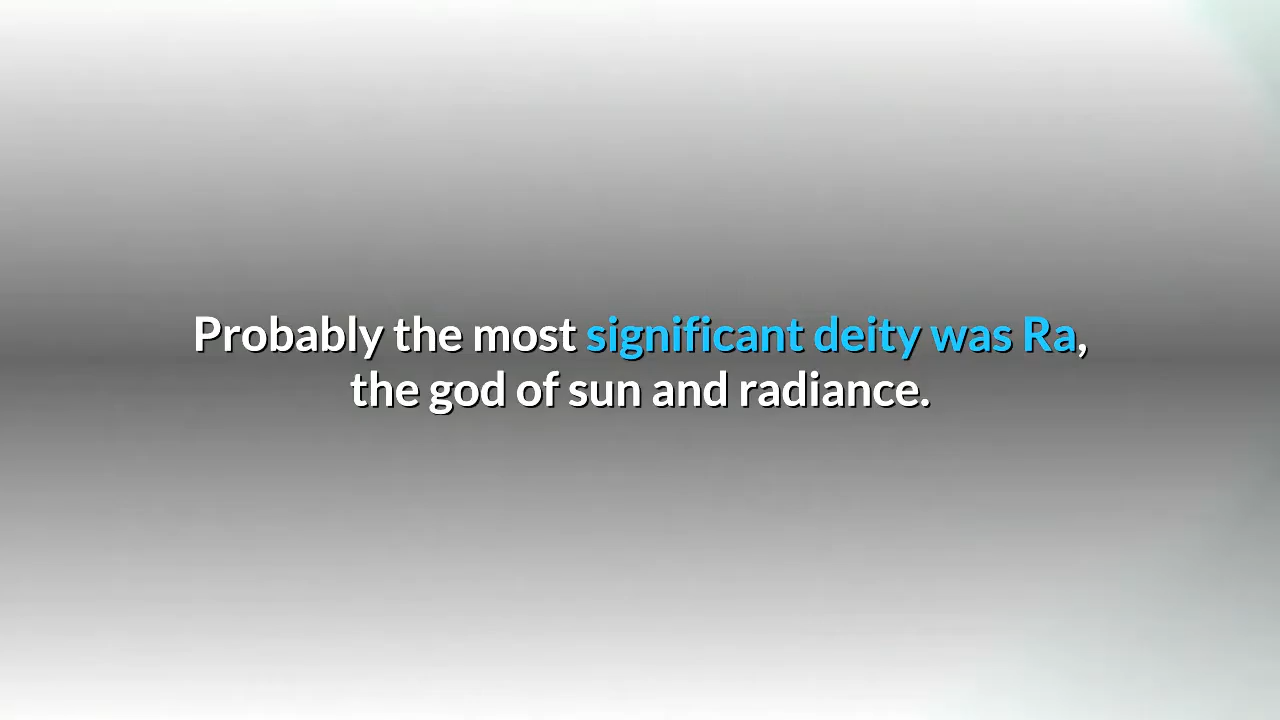 Probably the most significant deity was Ra,
the god of sun and radiance.